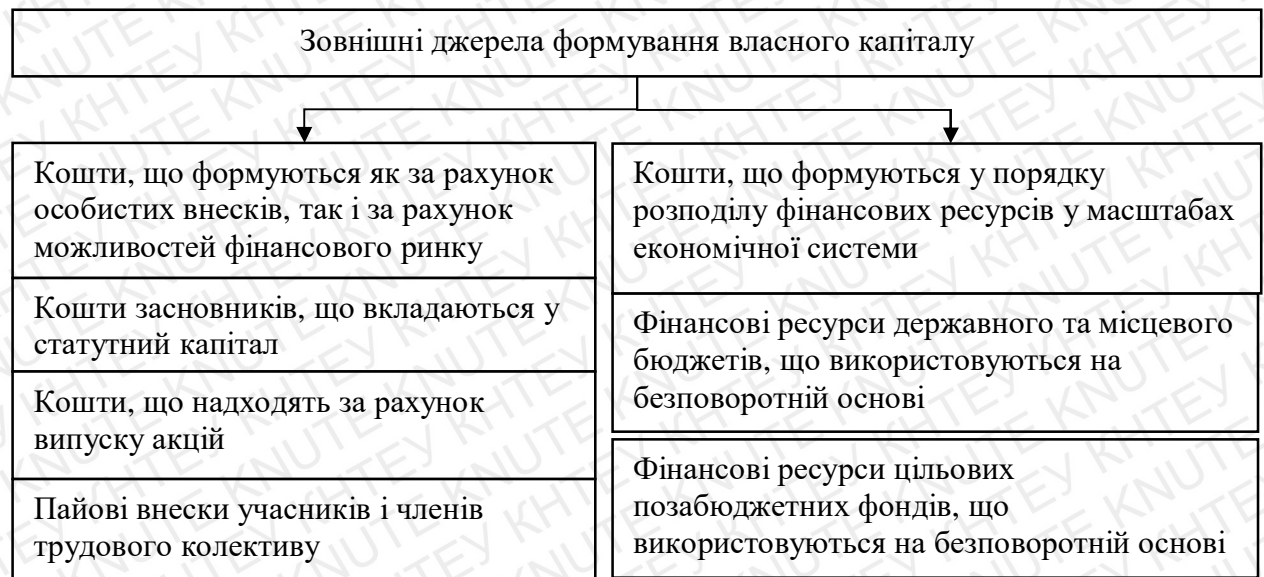 Зовнішні джерела формування власного капіталу
Кошти, що формуються як за рахунок
особистих внесків, так і за рахунок
можливостей фінансового ринку
Кошти засновників, що вкладаються у
статутний капітал
Кошти, що надходять за рахунок
випуску акцій
Пайові внески учасників і членів
трудового колективу
Кошти, що формуються у порядку
розподілу фінансових ресурсів у масштабах
економічної системи
Фінансові ресурси державного та місцевого
бюджетів, що використовуються на
безповоротній основі
Фінансові ресурси цільових
позабюджетних фондів, що
використовуються на безповоротній основі